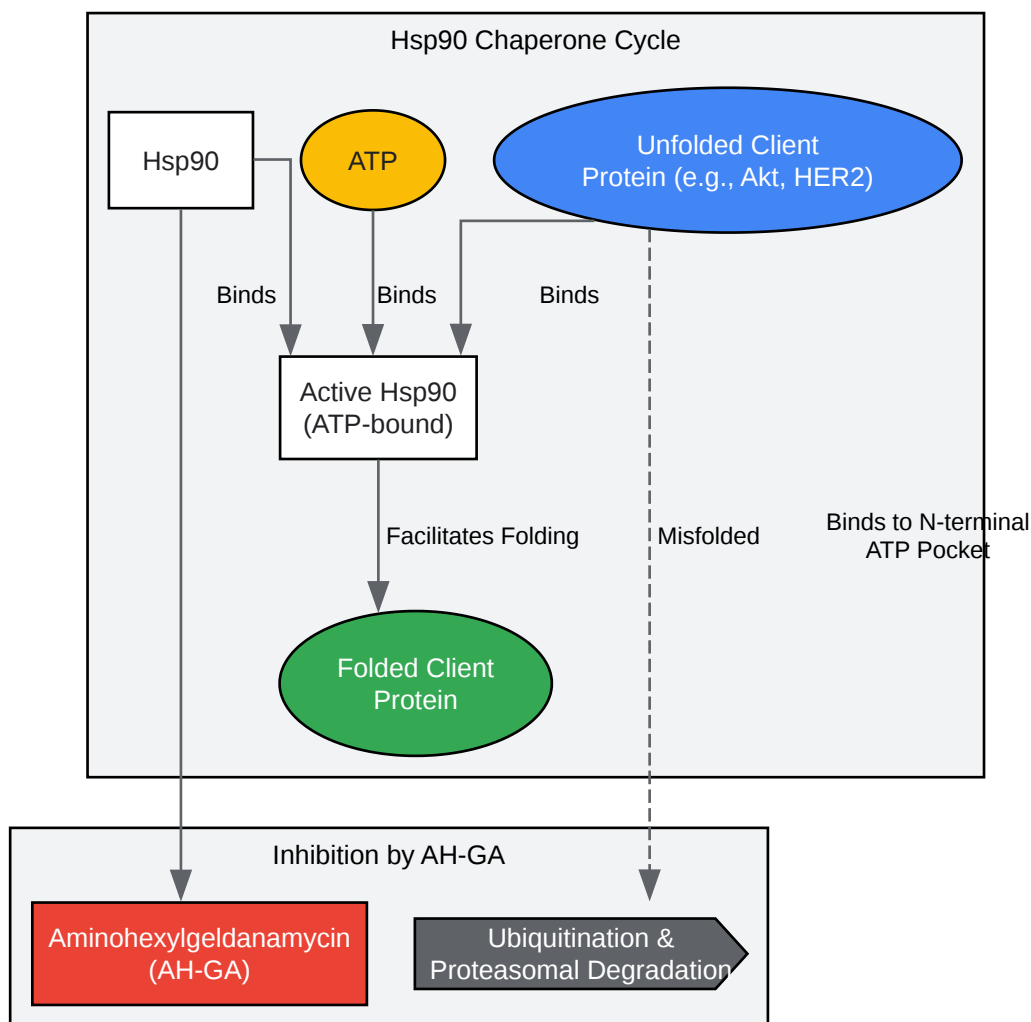 Hsp90 Chaperone Cycle
Hsp90
ATP
Unfolded Client
Protein (e.g., Akt, HER2)
Binds
Binds
Binds
Active Hsp90
(ATP-bound)
Facilitates Folding
Misfolded
Binds to N-terminal
ATP Pocket
Folded Client
Protein
Inhibition by AH-GA
Aminohexylgeldanamycin
(AH-GA)
Ubiquitination &
Proteasomal Degradation